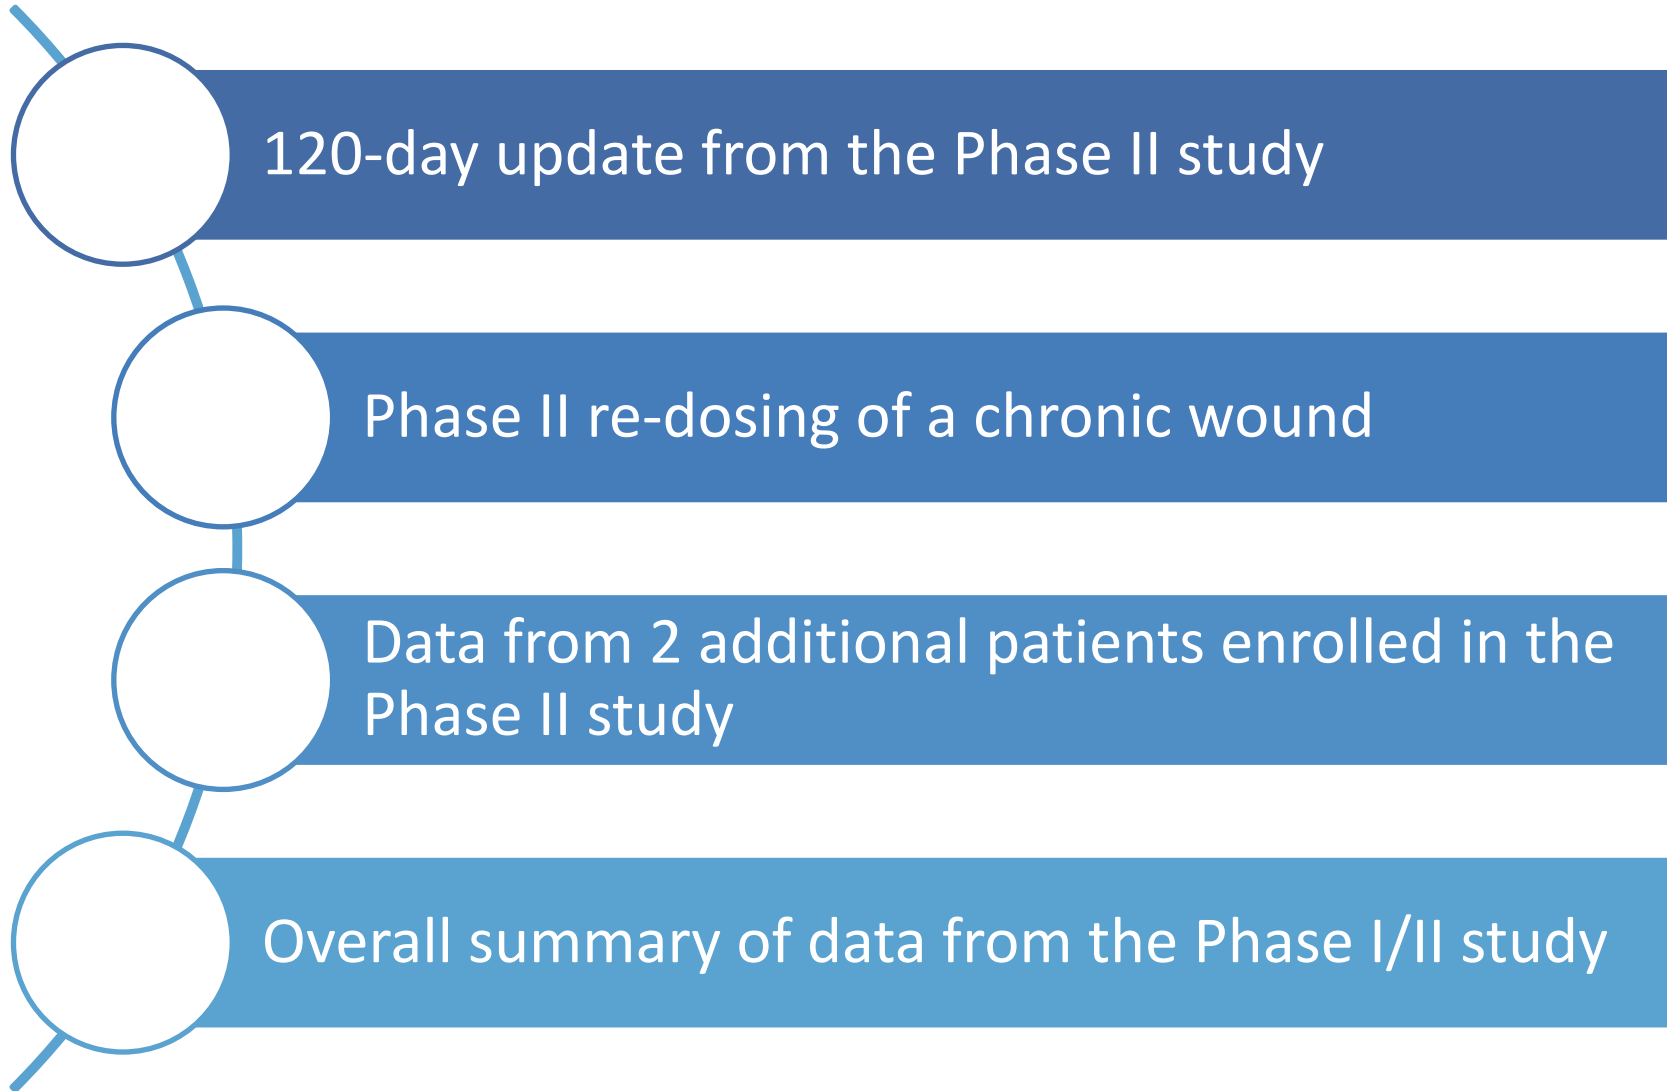 120-day update from the Phase II study
Phase II re-dosing of a chronic wound
Data from 2 additional patients enrolled in the
Phase II study
Overall summary of data from the Phase I/II study